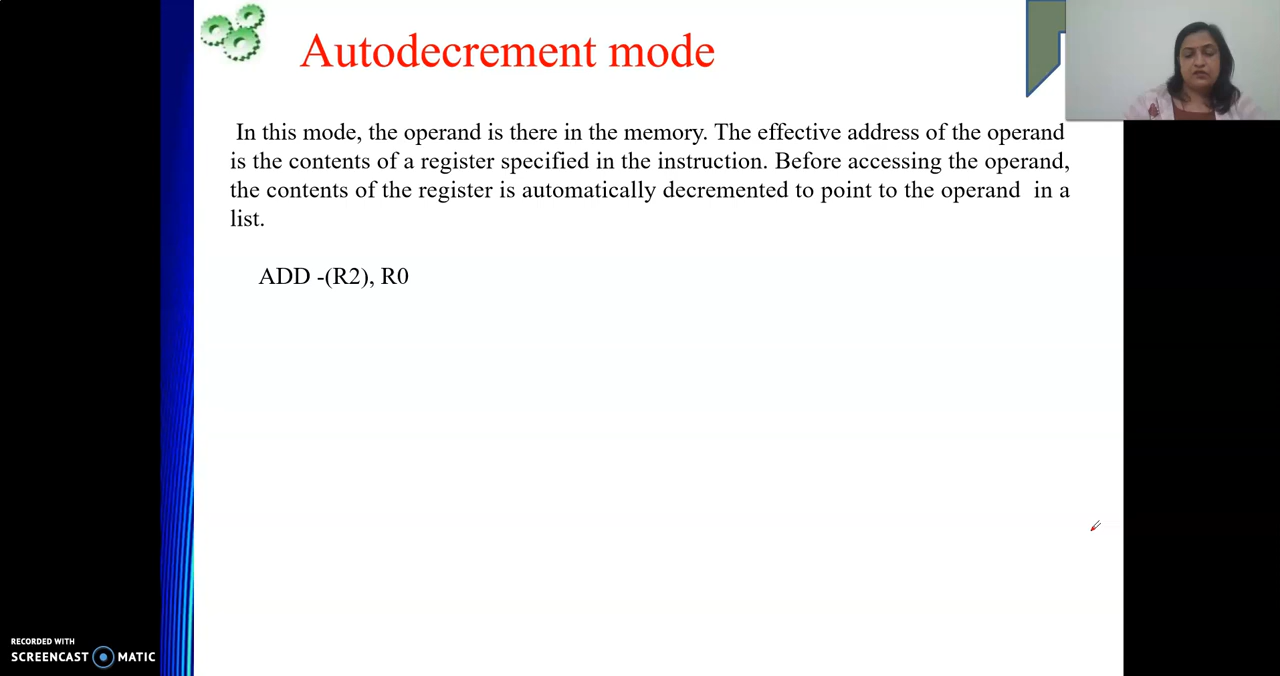 Autodecrement mode
In this mode, the operand is there in the memory. The effective address of the operand
is the contents of a register specified in the instruction. Before accessing the operand,
the contents of the register is automatically decremented to point to the operand in a
list.
ADD -(R2), R0
RECORDED WITH
SCREENCAST MATIC